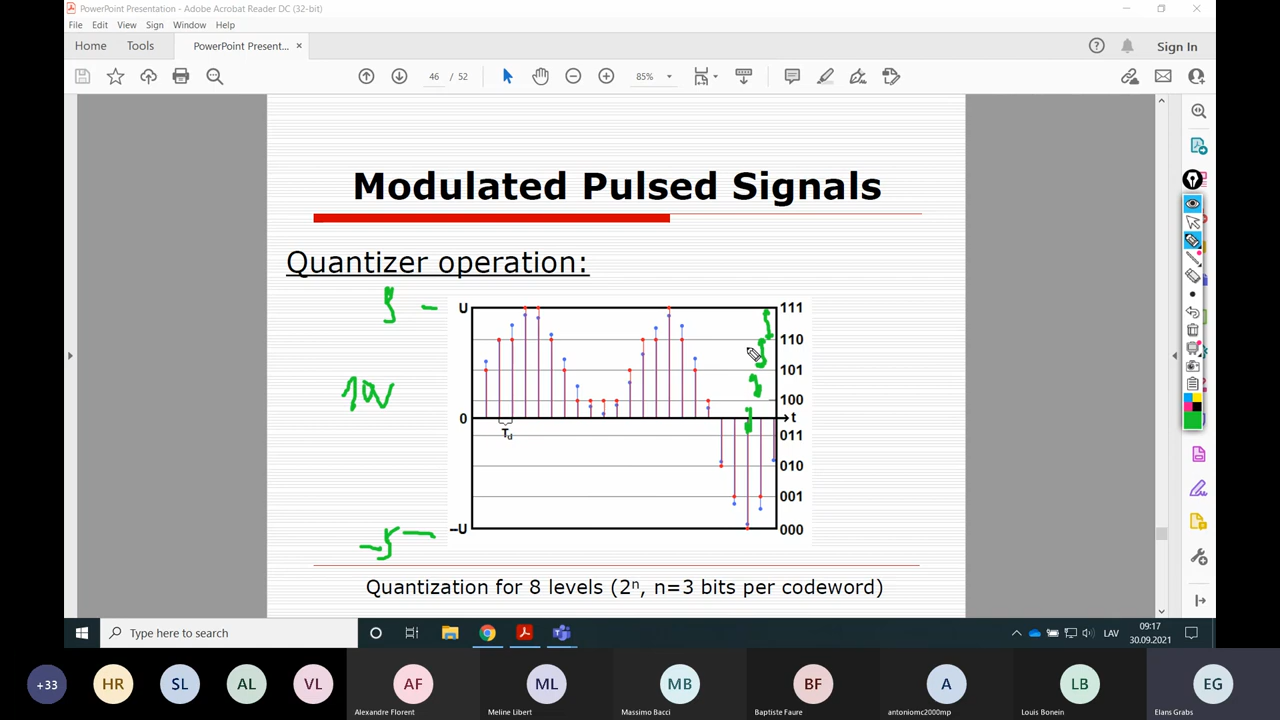 PowerPoint Presentation - Adobe Acrobat Reader DC (32-bit)
File Edit View Sign Window Help
Home Tools PowerPoint Present... × Sign In
46 / 52 85%
Modulated Pulsed Signals
Quantizer operation:
5
U 111
110
101
10V
100
0 t
Td 011
010
001
-5
–U 000
Quantization for 8 levels (2ⁿ, n=3 bits per codeword)
Type here to search LAV 09:17
30.09.2021
+33 HR SL AL VL AF ML MB BF A LB EG
Alexandre Florent Meline Libert Massimo Bacci Baptiste Faure antoniomc2000mp Louis Bonein Elans Grabs